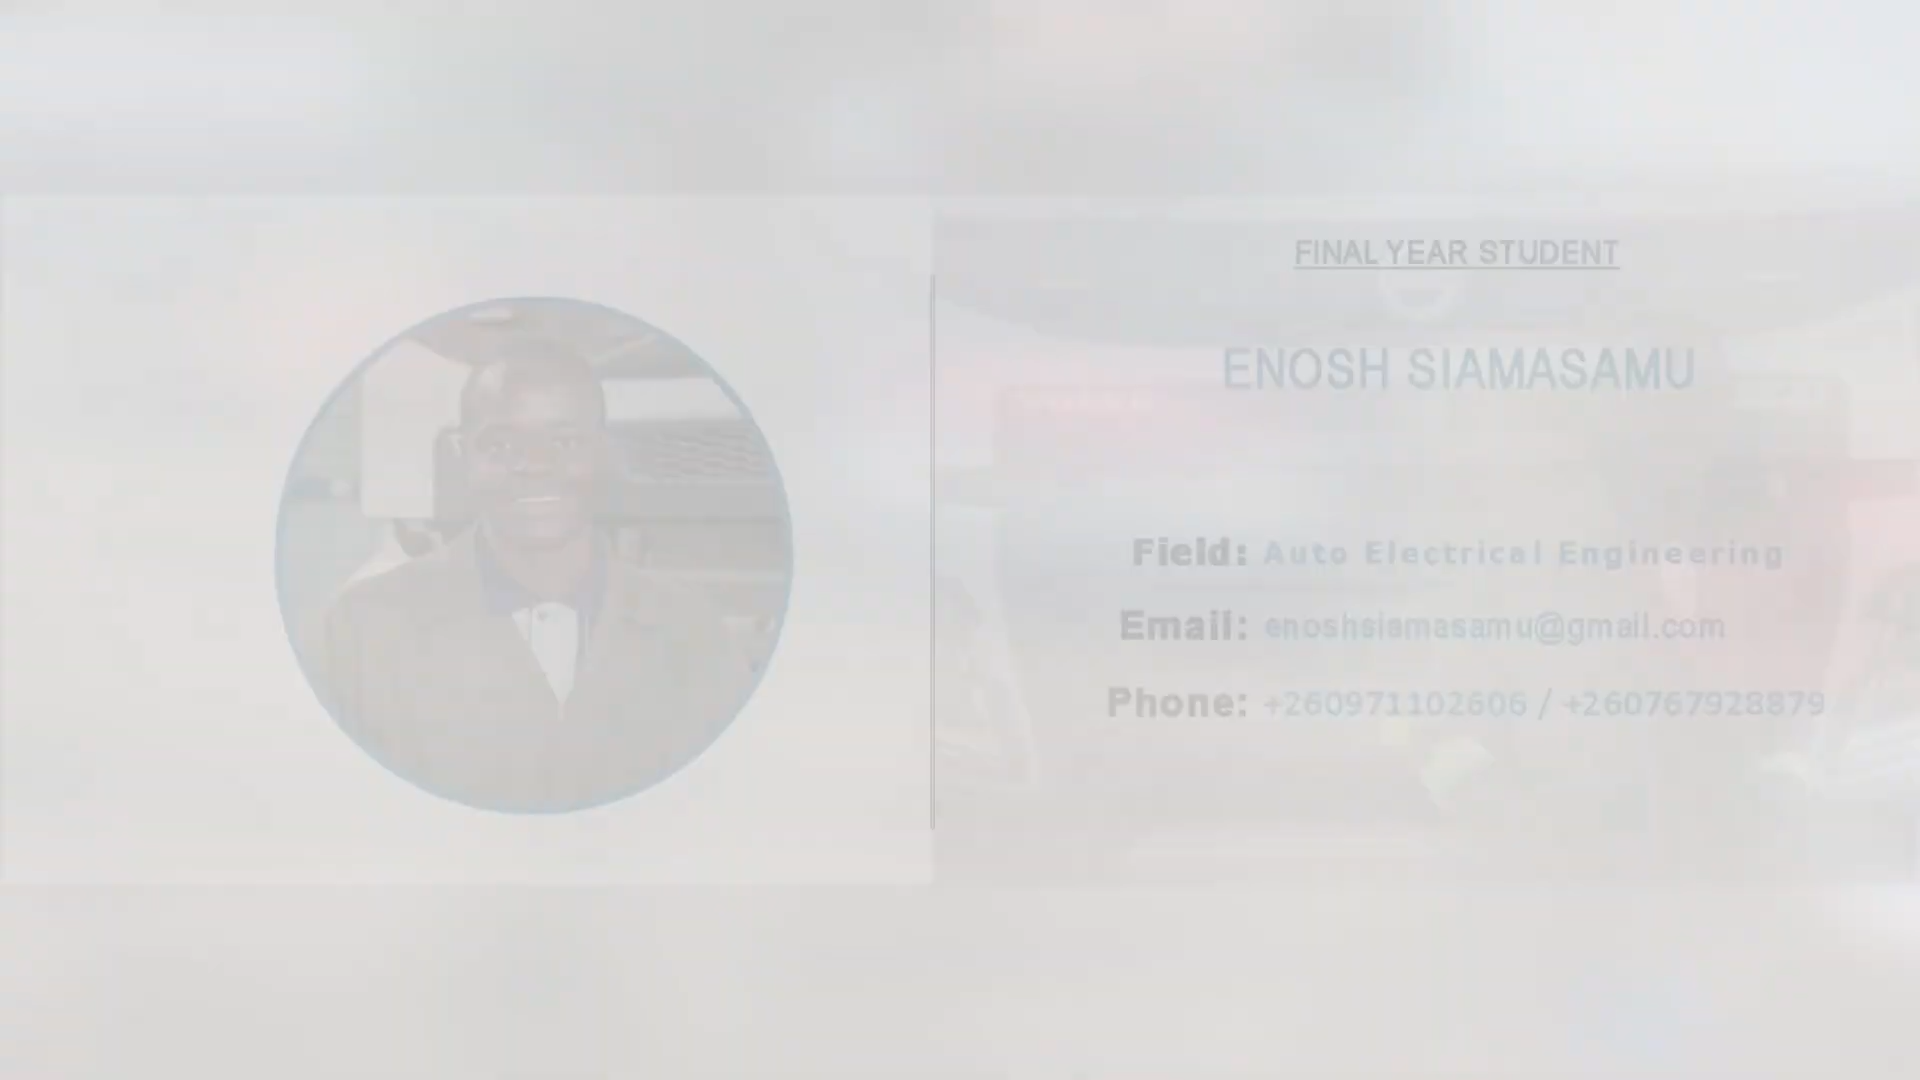 FINAL YEAR STUDENT
ENOSH SIAMASAMU
Field: Auto Electrical Engineering
Email: enoshsiamasamu@gmail.com
Phone: +260971102606 / +260767928879